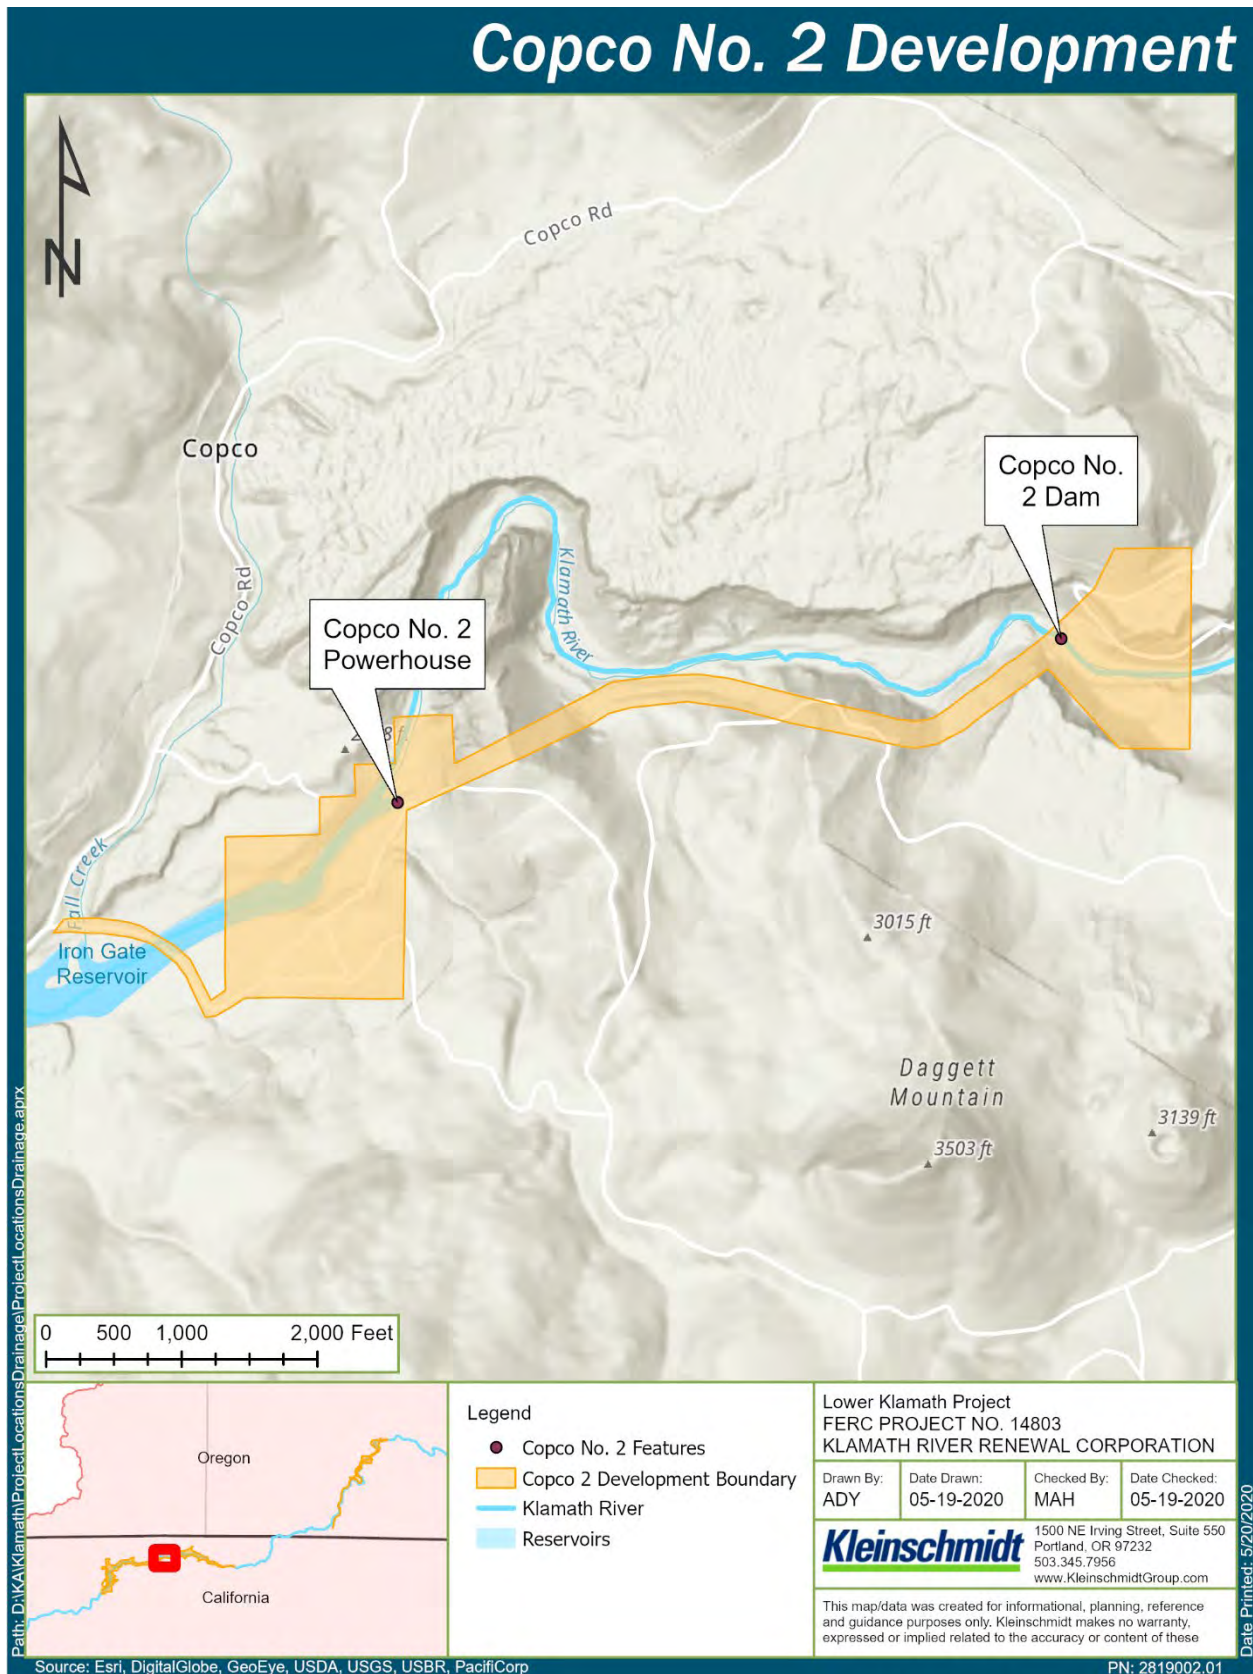 Copco No. 2 Development
N
Copco Rd
Copco
Copco No.
2 Dam
Klamath River
Copco Rd
Copco No. 2
Powerhouse
Fall Creek
Iron Gate
Reservoir
3015 ft
Daggett
Mountain
3139 ft
3503 ft
0 500 1,000 2,000 Feet
Oregon
California
Legend
Copco No. 2 Features
Copco 2 Development Boundary
Klamath River
Reservoirs
Lower Klamath Project
FERC PROJECT NO. 14803
KLAMATH RIVER RENEWAL CORPORATION
Drawn By: Date Drawn: Checked By: Date Checked:
ADY 05-19-2020 MAH 05-19-2020
Kleinschmidt
1500 NE Irving Street, Suite 550
Portland, OR 97232
503.345.7956
www.KleinschmidtGroup.com
This map/data was created for informational, planning, reference
and guidance purposes only. Kleinschmidt makes no warranty,
expressed or implied related to the accuracy or content of these
Path: D:\KA\Klamath\ProjectLocationsDrainage\ProjectLocationsDrainage.aprx
Date Printed: 5/20/2020
Source: Esri, DigitalGlobe, GeoEye, USDA, USGS, USBR, PacifiCorp
PN: 2819002.01